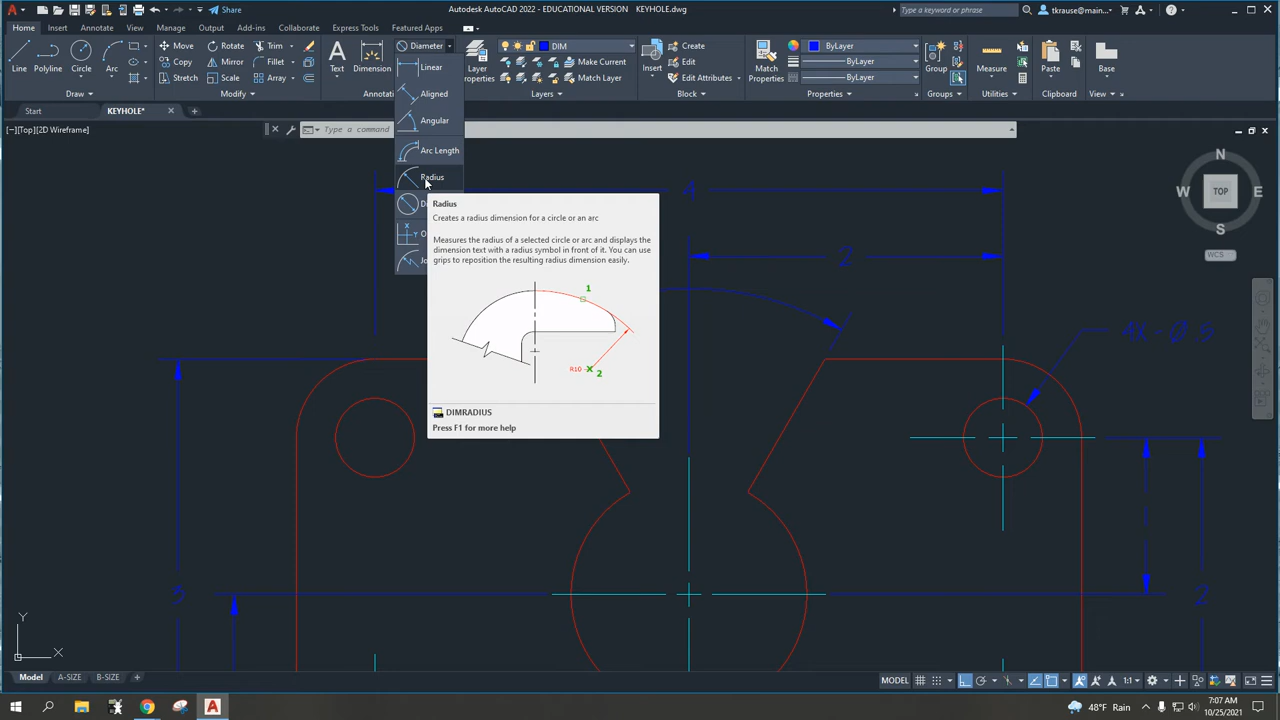 Share
Autodesk AutoCAD 2022 - EDUCATIONAL VERSION KEYHOLE.dwg
Type a keyword or phrase
tkrause@main...
Home Insert Annotate View Manage Output Collaborate Express Tools Add-ins Featured Apps
Line Polyline Circle Arc
Draw
Move Rotate Trim
Copy Mirror Fillet
Stretch Scale Array
Modify
Text Dimension
Diameter
Linear
Aligned
Angular
Arc Length
Radius
Layer Properties
DIM
Make Current
Match Layer
Layers
Insert
Create
Edit
Edit Attributes
Block
Match Properties
ByLayer
ByLayer
ByLayer
Properties
Group
Groups
Measure
Utilities
Paste
Clipboard
Base
View
Start KEYHOLE*
[−][Top][2D Wireframe]
Type a command
Radius
Creates a radius dimension for a circle or an arc
Measures the radius of a selected circle or arc and displays the
dimension text with a radius symbol in front of it. You can use
grips to reposition the resulting radius dimension easily.
1
R10
2
DIMRADIUS
Press F1 for more help
4
2
4X - Ø.5
2
N
W TOP E
S
WCS
Y
X
Model A-SIZE B-SIZE
MODEL
1:1
48°F Rain
7:07 AM
10/25/2021